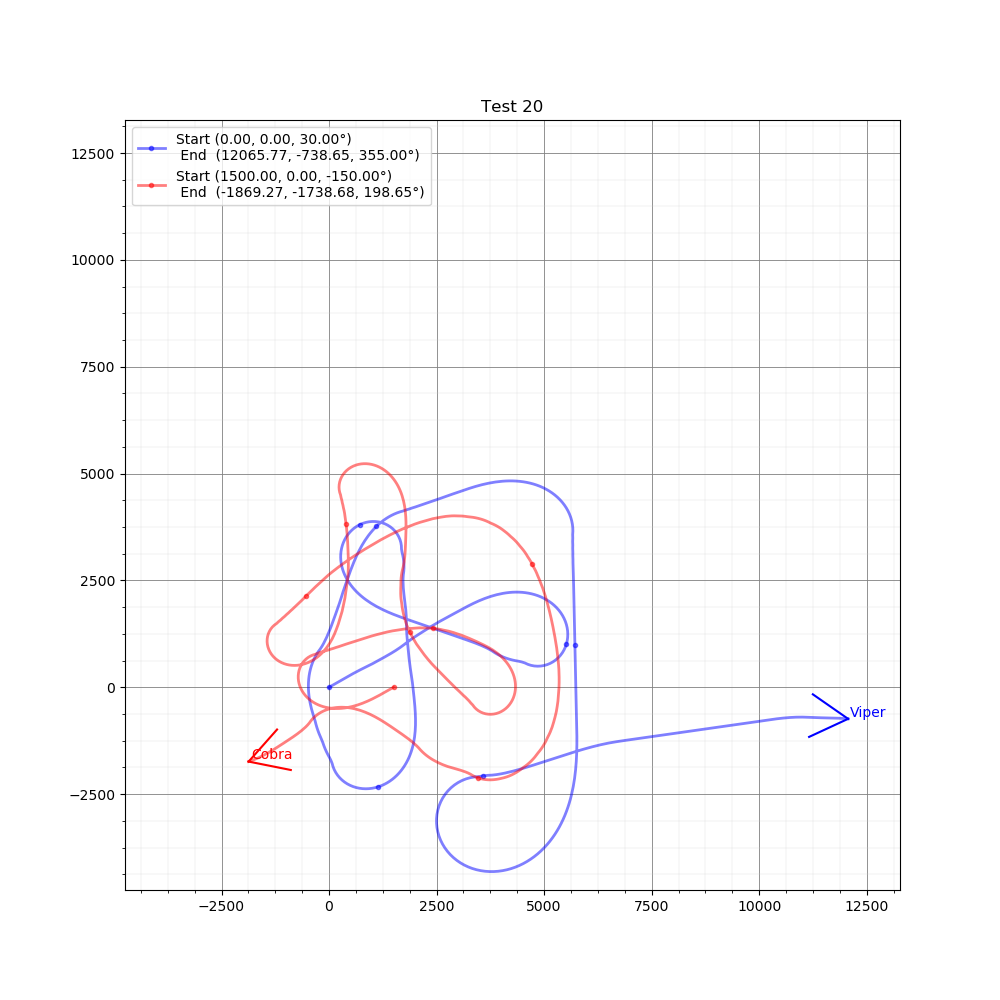 Test 20
Start (0.00, 0.00, 30.00°)
End  (12065.77, -738.65, 355.00°)
Start (1500.00, 0.00, -150.00°)
End  (-1869.27, -1738.68, 198.65°)
12500
10000
7500
5000
2500
0
−2500
Viper
Cobra
−2500 0 2500 5000 7500 10000 12500